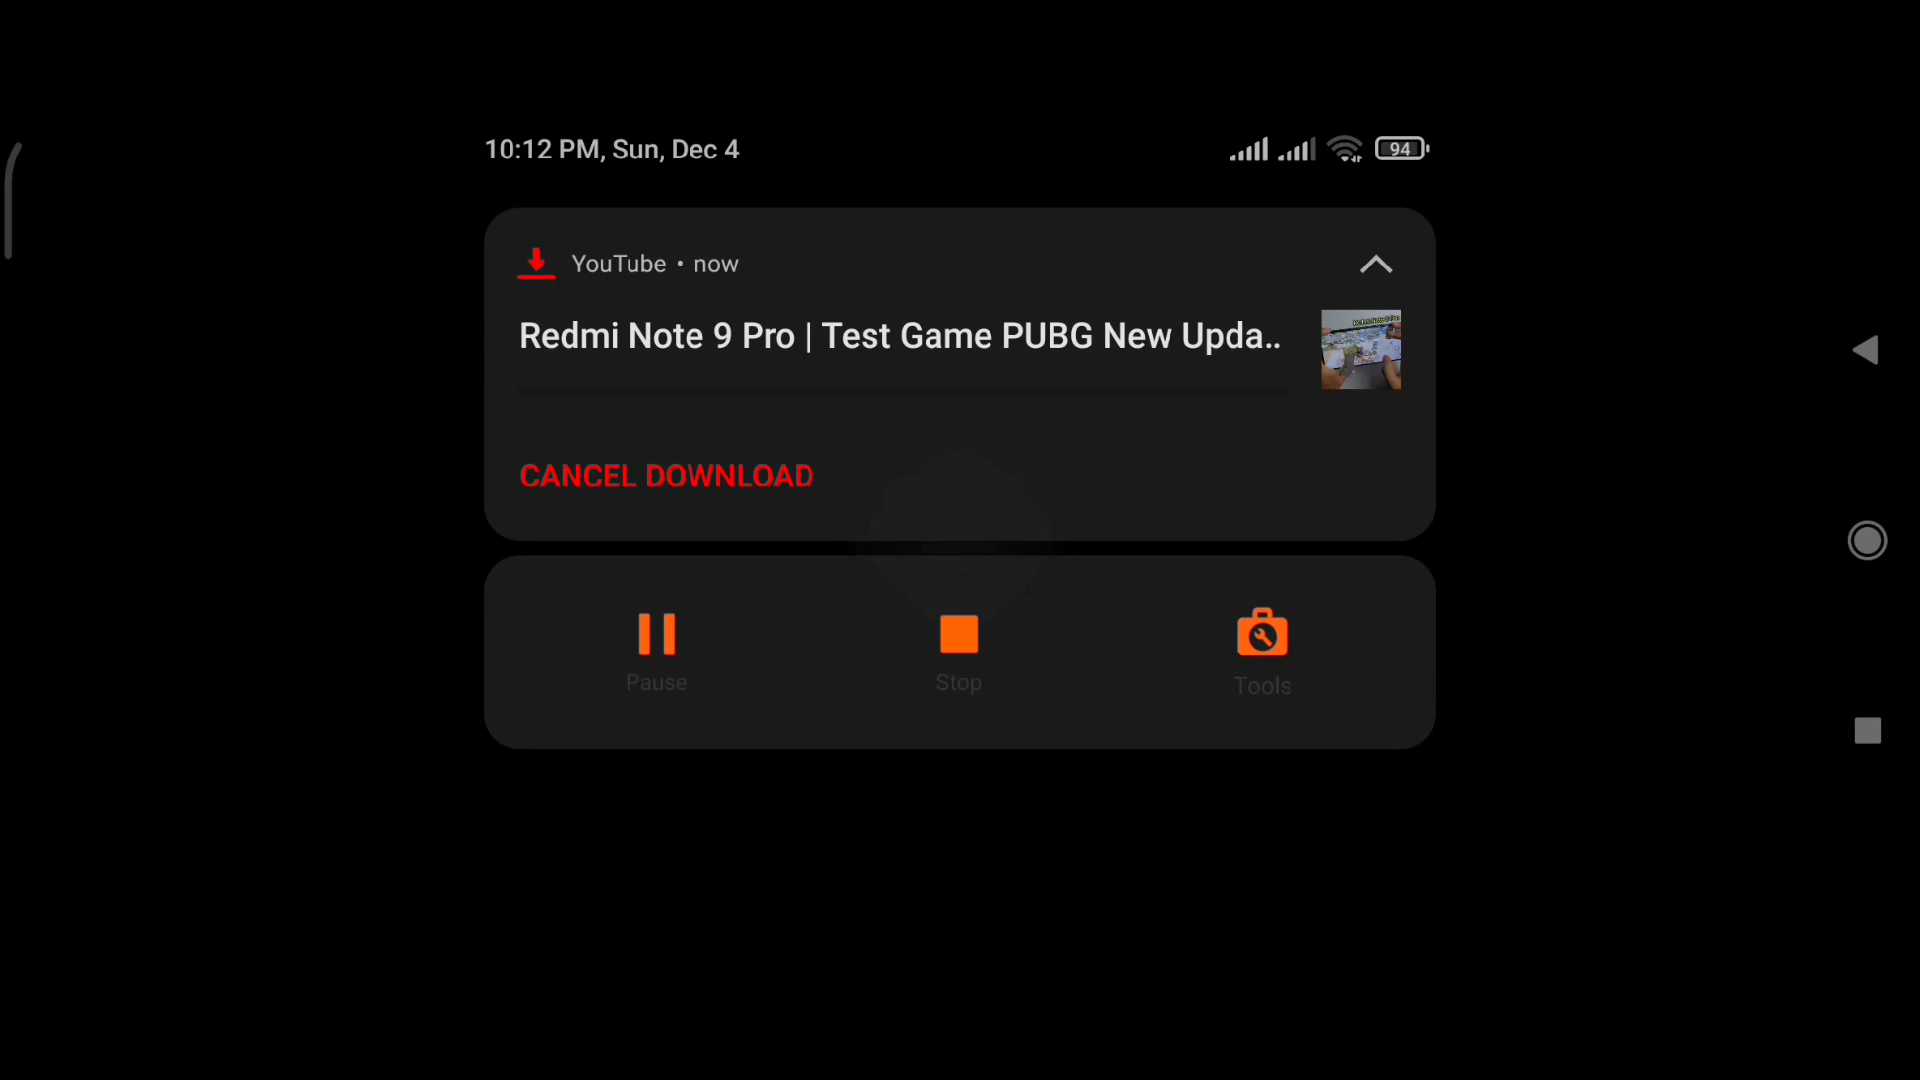 10:12 PM, Sun, Dec 4
94
YouTube • now
Redmi Note 9 Pro | Test Game PUBG New Upda..
CANCEL DOWNLOAD
Pause
Stop
Tools